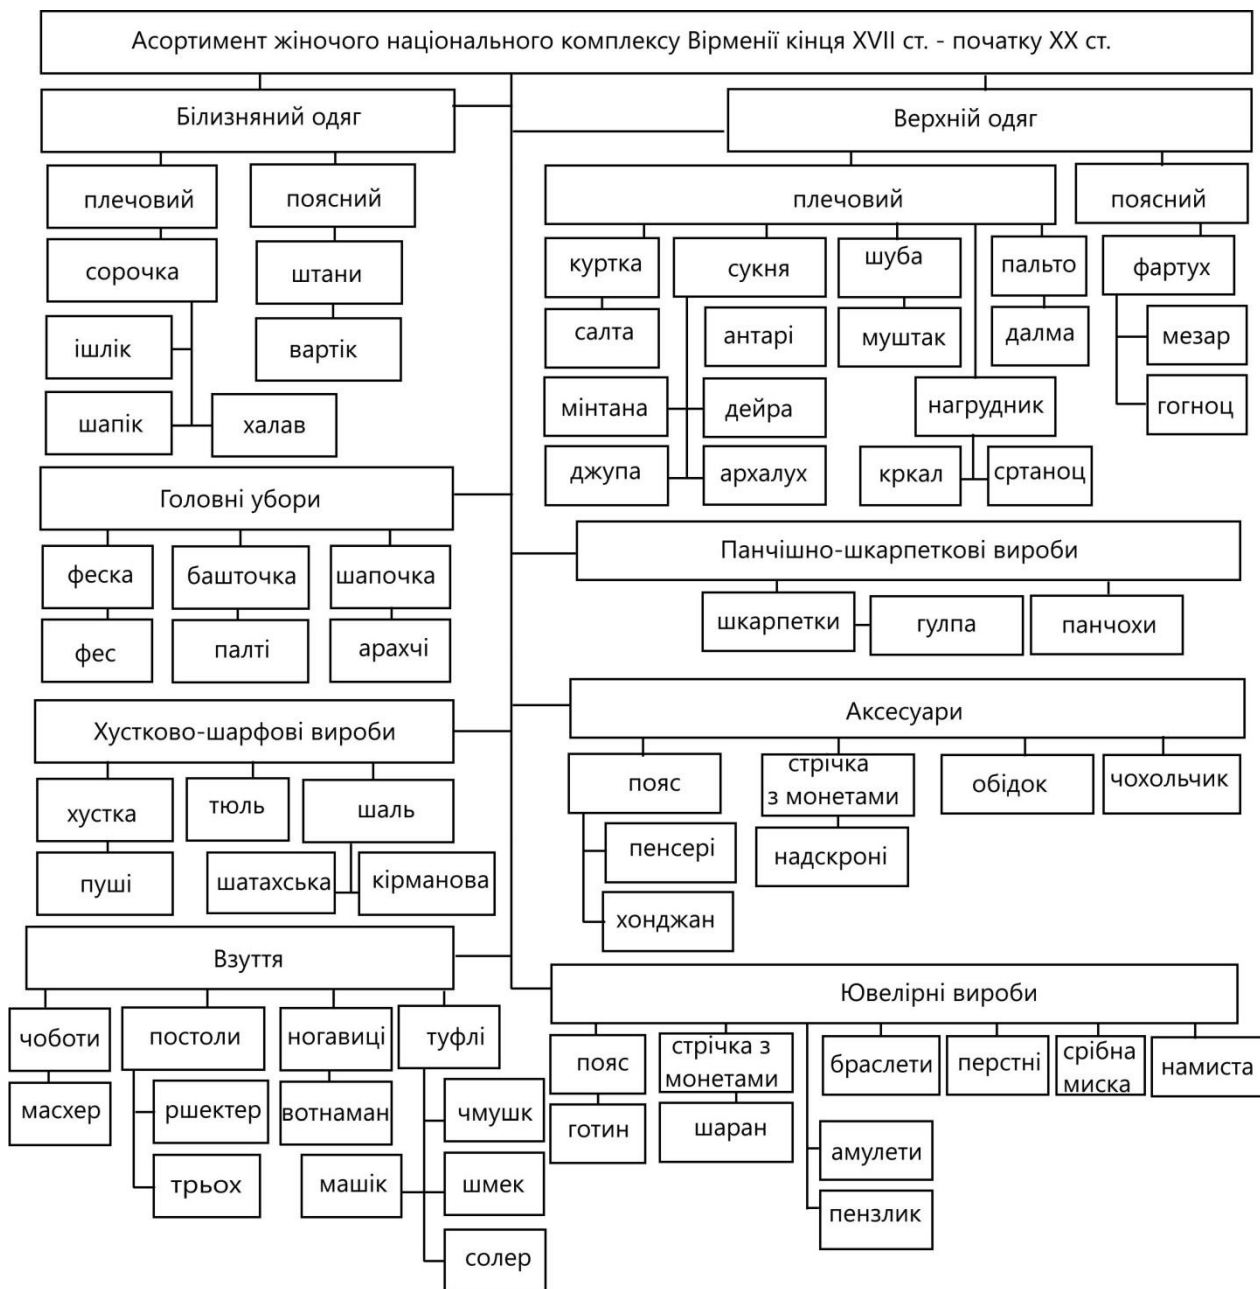 Асортимент жіночого національного комплексу Вірменії кінця XVII ст. - початку XX ст.
Білизняний одяг
плечовий
поясний
сорочка
штани
ішлік
вартік
шапік
халав
Верхній одяг
плечовий
поясний
куртка
сукня
шуба
пальто
фартух
салта
антарі
муштак
далма
мезар
мінтана
дейра
нагрудник
гогноц
джупа
архалух
кркал
сртаноц
Головні убори
феска
башточка
шапочка
фес
палті
арахчі
Панчішно-шкарпеткові вироби
шкарпетки
гулпа
панчохи
Хустково-шарфові вироби
хустка
тюль
шаль
пуші
шатахська
кірманова
Аксесуари
пояс
стрічка
з монетами
обідок
чохольчик
пенсері
надскроні
хонджан
Взуття
чоботи
постоли
ногавиці
туфлі
масхер
ршектер
вотнаман
чмушк
трьох
машік
шмек
солер
Ювелірні вироби
пояс
стрічка з
монетами
браслети
перстні
срібна
миска
намиста
готин
шаран
амулети
пензлик